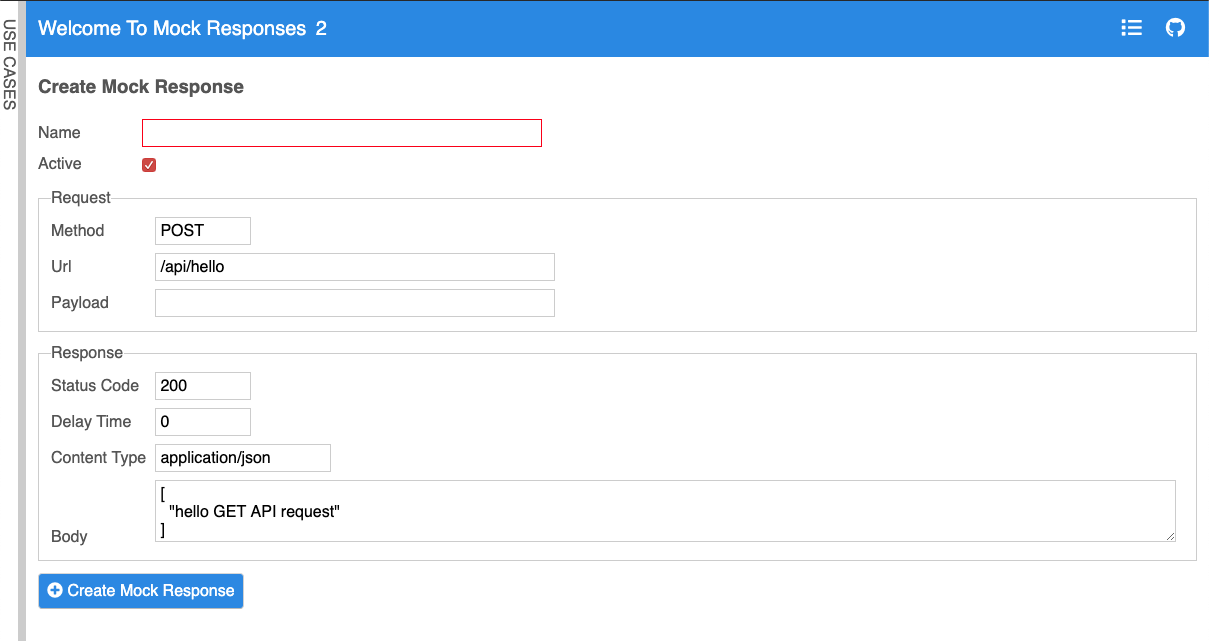 USE CASES
Welcome To Mock Responses 2
Create Mock Response
Name
Active
Request
Method POST
Url /api/hello
Payload
Response
Status Code 200
Delay Time 0
Content Type application/json
[
"hello GET API request"
]
Body
Create Mock Response